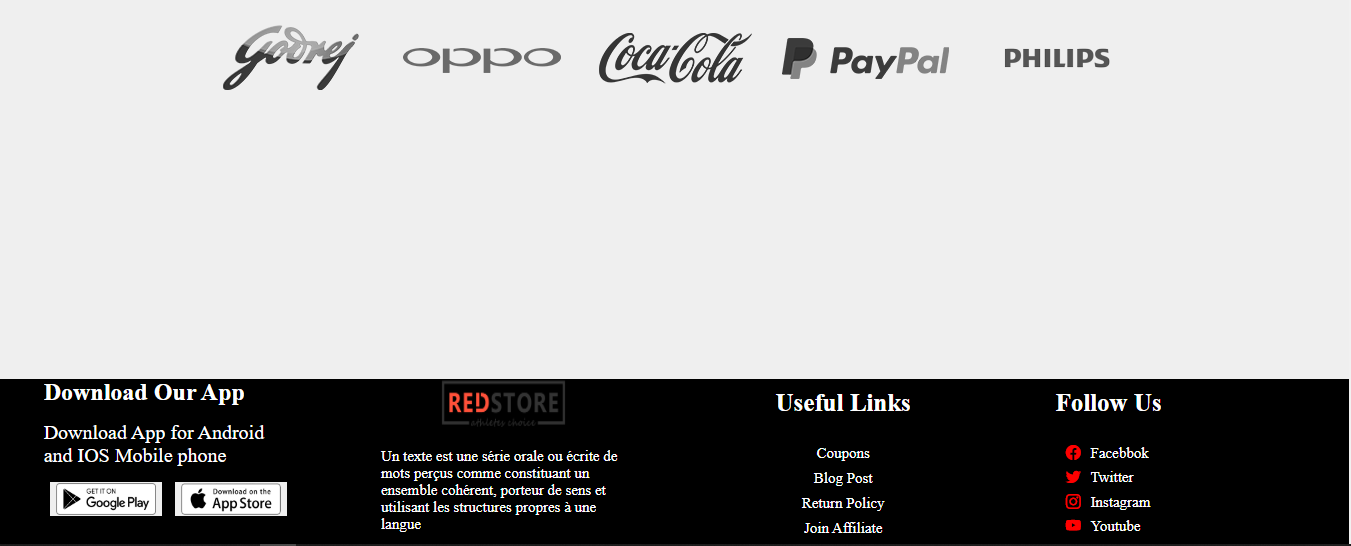 Godrej
oppo
Coca-Cola
PayPal
PHILIPS
Download Our App
Download App for Android
and IOS Mobile phone
GET IT ON
Google Play
Download on the
App Store
REDSTORE
athletes choice
Un texte est une série orale ou écrite de
mots perçus comme constituant un
ensemble cohérent, porteur de sens et
utilisant les structures propres à une
langue
Useful Links
Coupons
Blog Post
Return Policy
Join Affiliate
Follow Us
Facebbok
Twitter
Instagram
Youtube